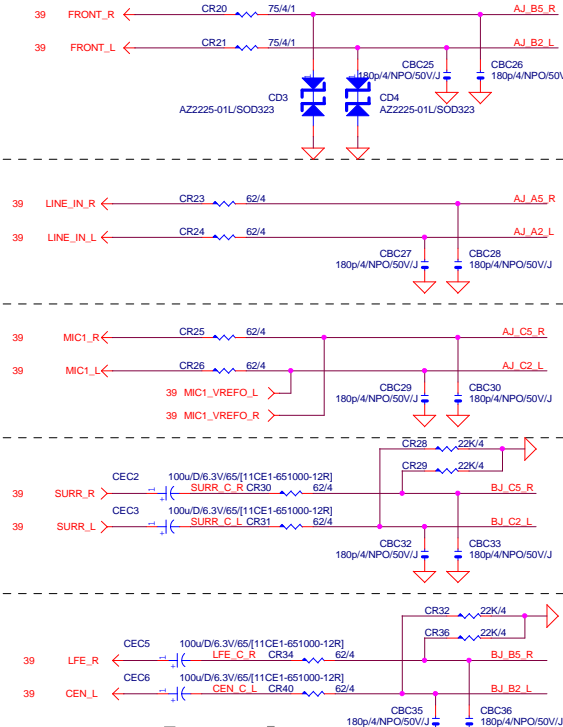 39 FRONT_R CR20 75/4/1 AJ_B5_R
39 FRONT_L CR21 75/4/1 AJ_B2_L
CBC25 CBC26
180p/4/NPO/50V/J 180p/4/NPO/50V
CD3 CD4
AZ2225-01L/SOD323 AZ2225-01L/SOD323
39 LINE_IN_R CR23 62/4 AJ_A5_R
39 LINE_IN_L CR24 62/4 AJ_A2_L
CBC27 CBC28
180p/4/NPO/50V/J 180p/4/NPO/50V/J
39 MIC1_R CR25 62/4 AJ_C5_R
39 MIC1_L CR26 62/4 AJ_C2_L
39 MIC1_VREFO_L
CBC29 CBC30
180p/4/NPO/50V/J 180p/4/NPO/50V/J
39 MIC1_VREFO_R
CR28 22K/4
CR29 22K/4
CEC2 100u/D/6.3V/65/[11CE1-651000-12R]
39 SURR_R 1 + SURR_C_R CR30 62/4 BJ_C5_R
CEC3 100u/D/6.3V/65/[11CE1-651000-12R]
39 SURR_L 1 + SURR_C_L CR31 62/4 BJ_C2_L
CBC32 CBC33
180p/4/NPO/50V/J 180p/4/NPO/50V/J
CR32 22K/4
CR36 22K/4
CEC5 100u/D/6.3V/65/[11CE1-651000-12R]
39 LFE_R 1 + LFE_C_R CR34 62/4 BJ_B5_R
CEC6 100u/D/6.3V/65/[11CE1-651000-12R]
39 CEN_L 1 + CEN_C_L CR40 62/4 BJ_B2_L
CBC35 CBC36
180p/4/NPO/50V/J 180p/4/NPO/50V/J